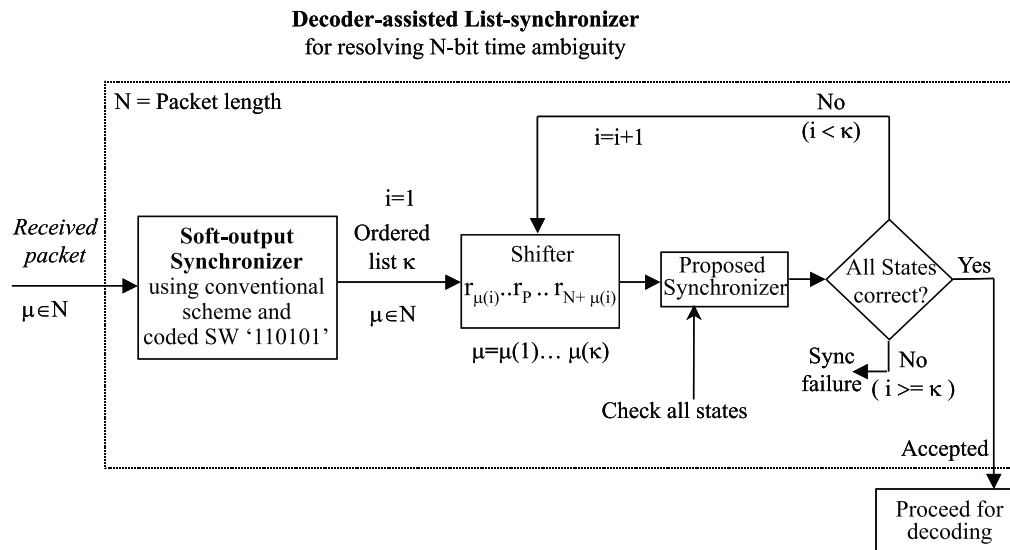 Decoder-assisted List-synchronizer
for resolving N-bit time ambiguity
N = Packet length
No
(i < κ)
i=i+1
Received
packet
μ∈N
Soft-output
Synchronizer
using conventional
scheme and
coded SW ‘110101’
i=1
Ordered
list κ
μ∈N
Shifter
rμ(i)..rP . . rN+ μ(i)
μ=μ(1)… μ(κ)
Proposed
Synchronizer
Check all states
All States
correct?
Yes
No
( i >= κ )
Sync
failure
Accepted
Proceed for
decoding